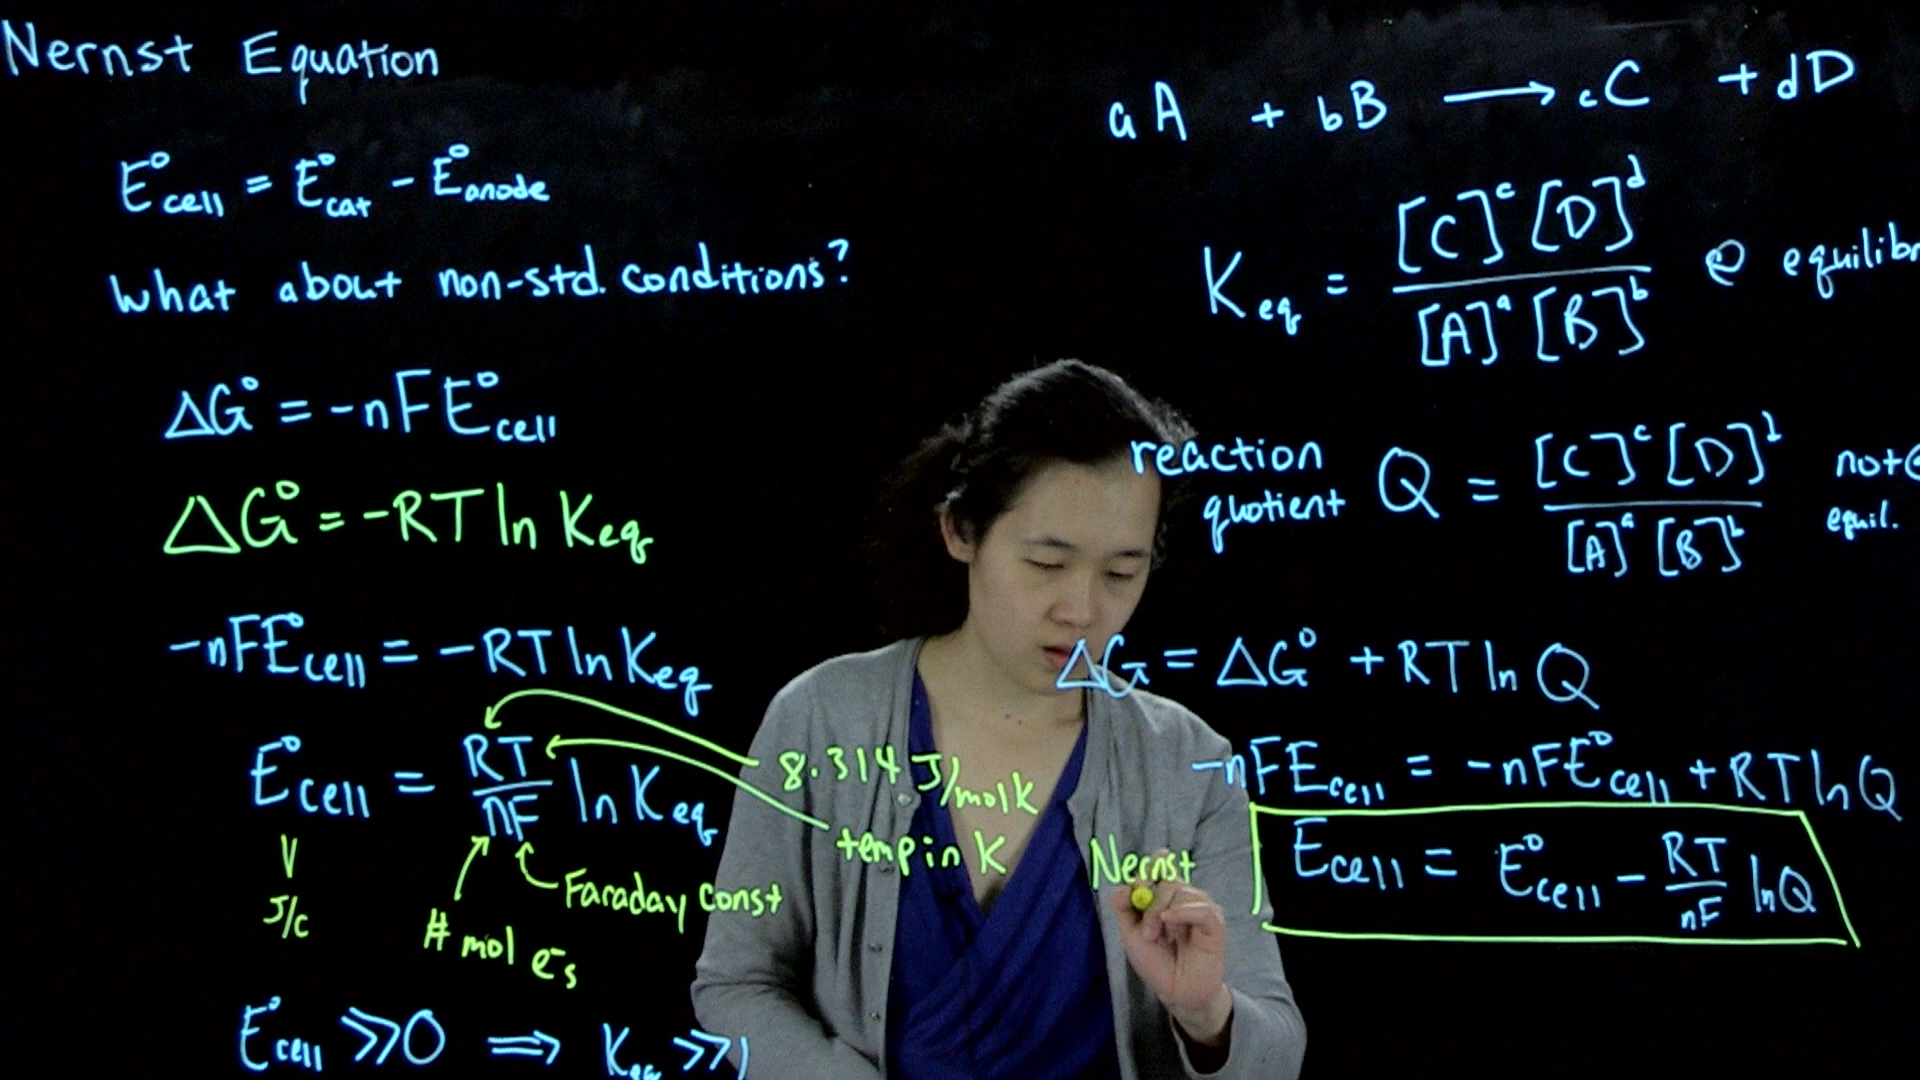 Nernst Equation
E°cell = E°cat - E°anode
What about non-std. conditions?
ΔG° = -nFE°cell
ΔG° = -RT ln Keq
-nFE°cell = -RT ln Keq
E°cell = RT/nF ln Keq
8.314 J/molK
temp in K
V
J/C
Faraday const
# mol e⁻s
E°cell >>0 ⇒ Keq >>1
aA + bB → cC + dD
Keq = [C]^c [D]^d / [A]^a [B]^b @ equilibr
reaction quotient Q = [C]^c [D]^d / [A]^a [B]^b not@ equil.
ΔG = ΔG° + RT ln Q
-nFEcell = -nFE°cell + RT ln Q
Nernst
Ecell = E°cell - RT/nF lnQ